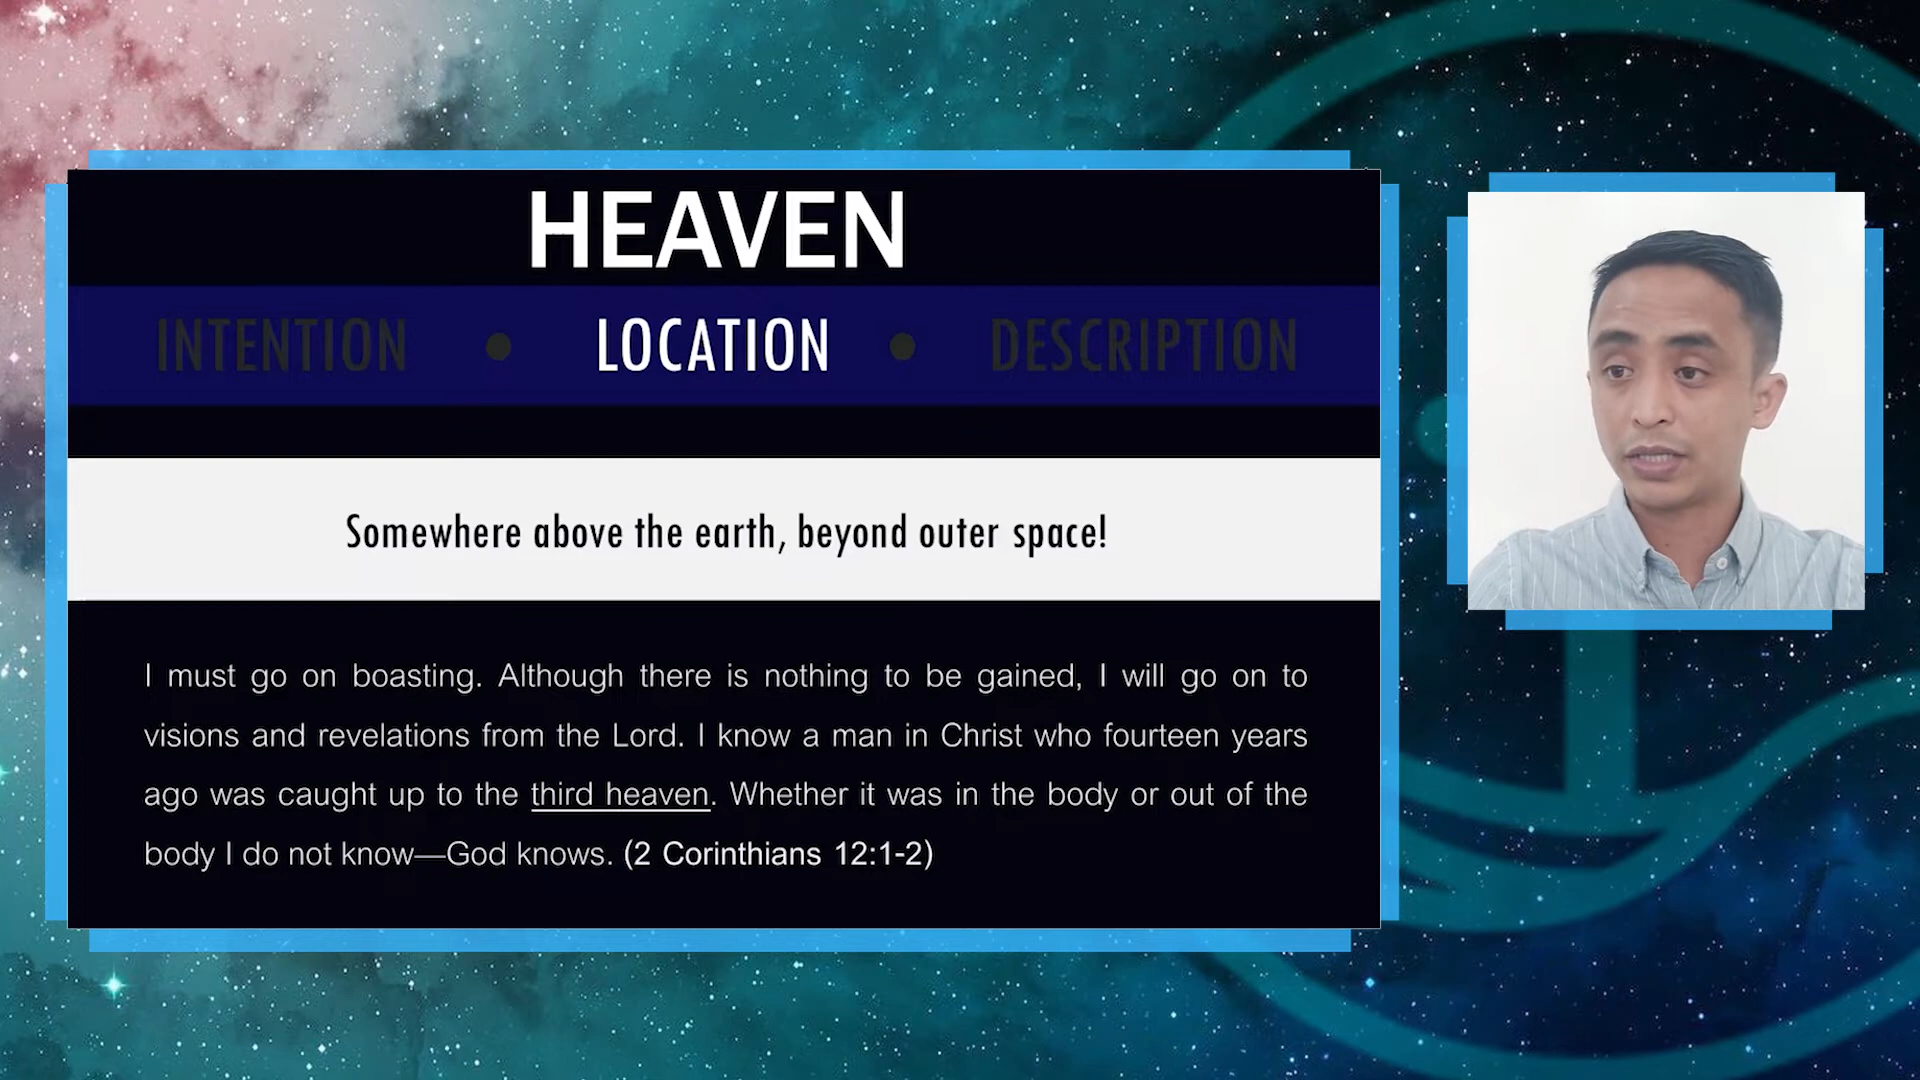 HEAVEN
INTENTION • LOCATION • DESCRIPTION
Somewhere above the earth, beyond outer space!
I must go on boasting. Although there is nothing to be gained, I will go on to
visions and revelations from the Lord. I know a man in Christ who fourteen years
ago was caught up to the third heaven. Whether it was in the body or out of the
body I do not know—God knows. (2 Corinthians 12:1-2)